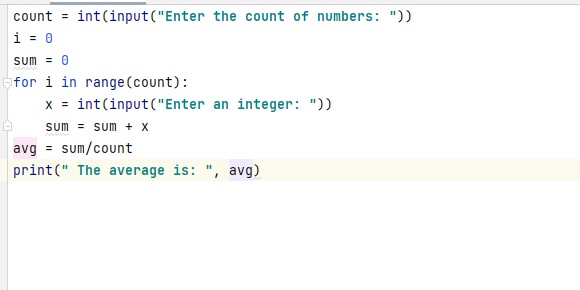 count = int(input("Enter the count of numbers: "))
i = 0
sum = 0
for i in range(count):
    x = int(input("Enter an integer: "))
    sum = sum + x
avg = sum/count
print(" The average is: ", avg)